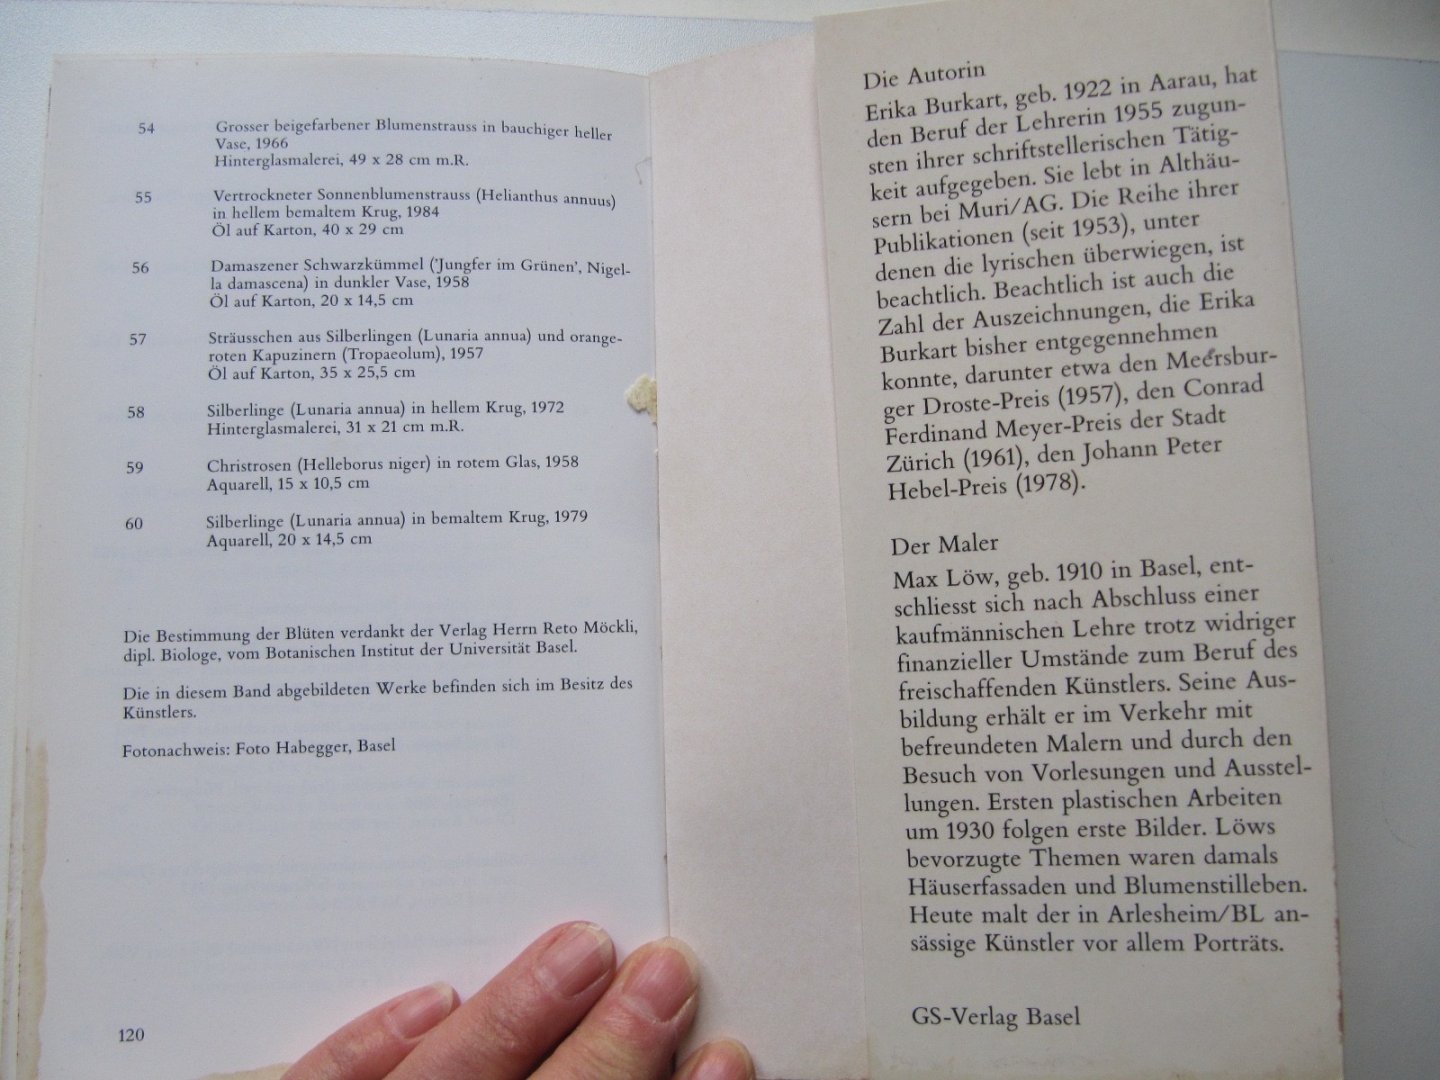 54 Grosser beigefarbener Blumenstrauss in bauchiger heller
Vase, 1966
Hinterglasmalerei, 49 x 28 cm m.R.
55 Vertrockneter Sonnenblumenstrauss (Helianthus annuus)
in hellem bemaltem Krug, 1984
Öl auf Karton, 40 x 29 cm
56 Damaszener Schwarzkümmel ('Jungfer im Grünen', Nigel-
la damascena) in dunkler Vase, 1958
Öl auf Karton, 20 x 14,5 cm
57 Sträusschen aus Silberlingen (Lunaria annua) und orange-
roten Kapuzinern (Tropaeolum), 1957
Öl auf Karton, 35 x 25,5 cm
58 Silberlinge (Lunaria annua) in hellem Krug, 1972
Hinterglasmalerei, 31 x 21 cm m.R.
59 Christrosen (Helleborus niger) in rotem Glas, 1958
Aquarell, 15 x 10,5 cm
60 Silberlinge (Lunaria annua) in bemaltem Krug, 1979
Aquarell, 20 x 14,5 cm
Die Bestimmung der Blüten verdankt der Verlag Herrn Reto Möckli,
dipl. Biologe, vom Botanischen Institut der Universität Basel.
Die in diesem Band abgebildeten Werke befinden sich im Besitz des
Künstlers.
Fotonachweis: Foto Habegger, Basel
120
Die Autorin
Erika Burkart, geb. 1922 in Aarau, hat
den Beruf der Lehrerin 1955 zugun-
sten ihrer schriftstellerischen Tätig-
keit aufgegeben. Sie lebt in Althäu-
sern bei Muri/AG. Die Reihe ihrer
Publikationen (seit 1953), unter
denen die lyrischen überwiegen, ist
beachtlich. Beachtlich ist auch die
Zahl der Auszeichnungen, die Erika
Burkart bisher entgegennehmen
konnte, darunter etwa den Meersbur-
ger Droste-Preis (1957), den Conrad
Ferdinand Meyer-Preis der Stadt
Zürich (1961), den Johann Peter
Hebel-Preis (1978).
Der Maler
Max Löw, geb. 1910 in Basel, ent-
schliesst sich nach Abschluss einer
kaufmännischen Lehre trotz widriger
finanzieller Umstände zum Beruf des
freischaffenden Künstlers. Seine Aus-
bildung erhält er im Verkehr mit
befreundeten Malern und durch den
Besuch von Vorlesungen und Ausstel-
lungen. Ersten plastischen Arbeiten
um 1930 folgen erste Bilder. Löws
bevorzugte Themen waren damals
Häuserfassaden und Blumenstilleben.
Heute malt der in Arlesheim/BL an-
sässige Künstler vor allem Porträts.
GS-Verlag Basel